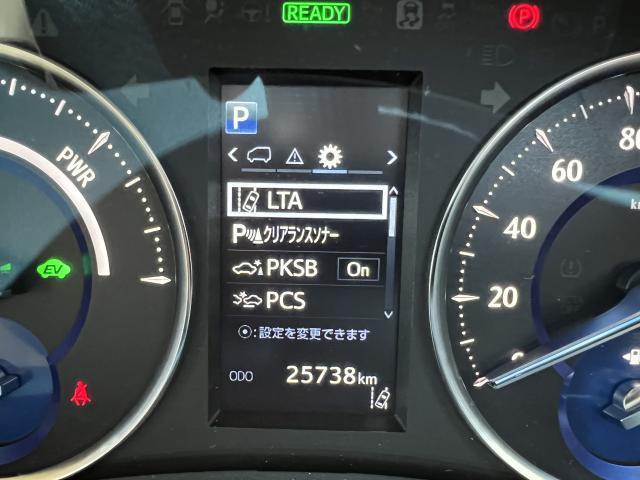 READY
P
P
PWR
EV
LTA
Pクリアランスソナー
PKSB On
PCS
:設定を変更できます
ODO 25738km
80
60
40
20
0